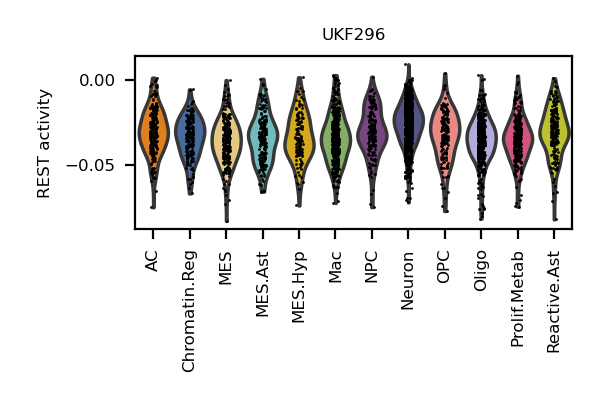 UKF296
REST activity
0.00
−0.05
AC
Chromatin.Reg
MES
MES.Ast
MES.Hyp
Mac
NPC
Neuron
OPC
Oligo
Prolif.Metab
Reactive.Ast